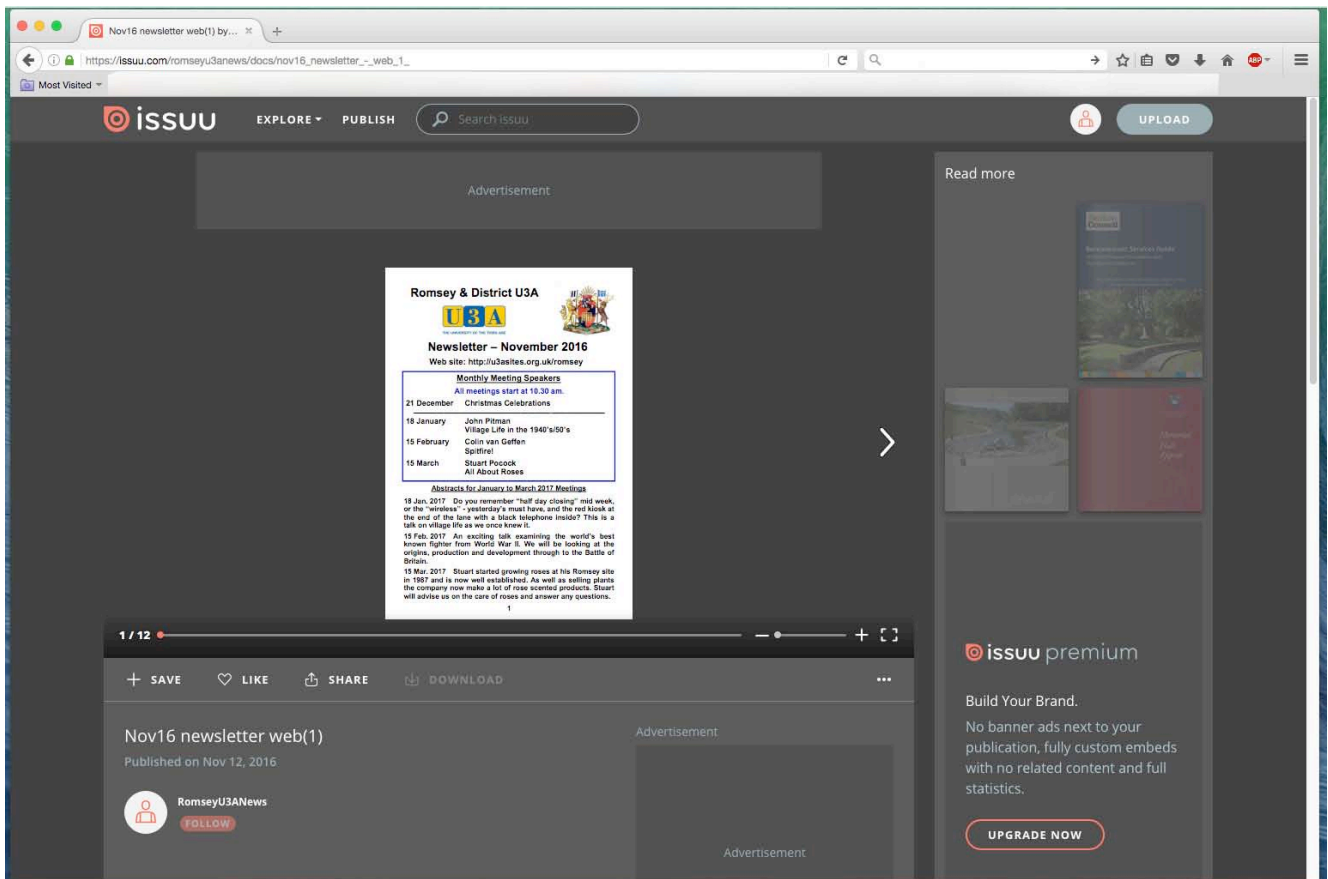 Nov16 newsletter web(1) by...
https://issuu.com/romseyu3anews/docs/nov16_newsletter_-_web_1_
ABP
Most Visited
issuu
EXPLORE
PUBLISH
Search issuu
UPLOAD
Advertisement
Romsey & District U3A
U3A
Newsletter – November 2016
Web site: http://u3asites.org.uk/romsey
Monthly Meeting Speakers
All meetings start at 10.30 am.
21 December Christmas Celebrations
18 January John Pitman
Village Life in the 1940's/50's
15 February Colin van Geffen
Spitfire!
15 March Stuart Pocock
All About Roses
Abstracts for January to March 2017 Meetings
18 Jan. 2017 Do you remember "half day closing" mid week,
or the "wireless" - yesterday's must have, and the red kiosk at
the end of the lane with a black telephone inside? This is a
talk on village life as we once knew it.
15 Feb. 2017 An exciting talk examining the world's best
known fighter from World War II. We will be looking at the
origins, production and development through to the Battle of
Britain.
15 Mar. 2017 Stuart started growing roses at his Romsey site
in 1987 and is now well established. As well as selling plants
the company now make a lot of rose scented products. Stuart
will advise us on the care of roses and answer any questions.
1
1 / 12
SAVE
LIKE
SHARE
DOWNLOAD
Nov16 newsletter web(1)
Published on Nov 12, 2016
RomseyU3ANews
FOLLOW
Advertisement
Advertisement
Read more
issuu premium
Build Your Brand.
No banner ads next to your
publication, fully custom embeds
with no related content and full
statistics.
UPGRADE NOW